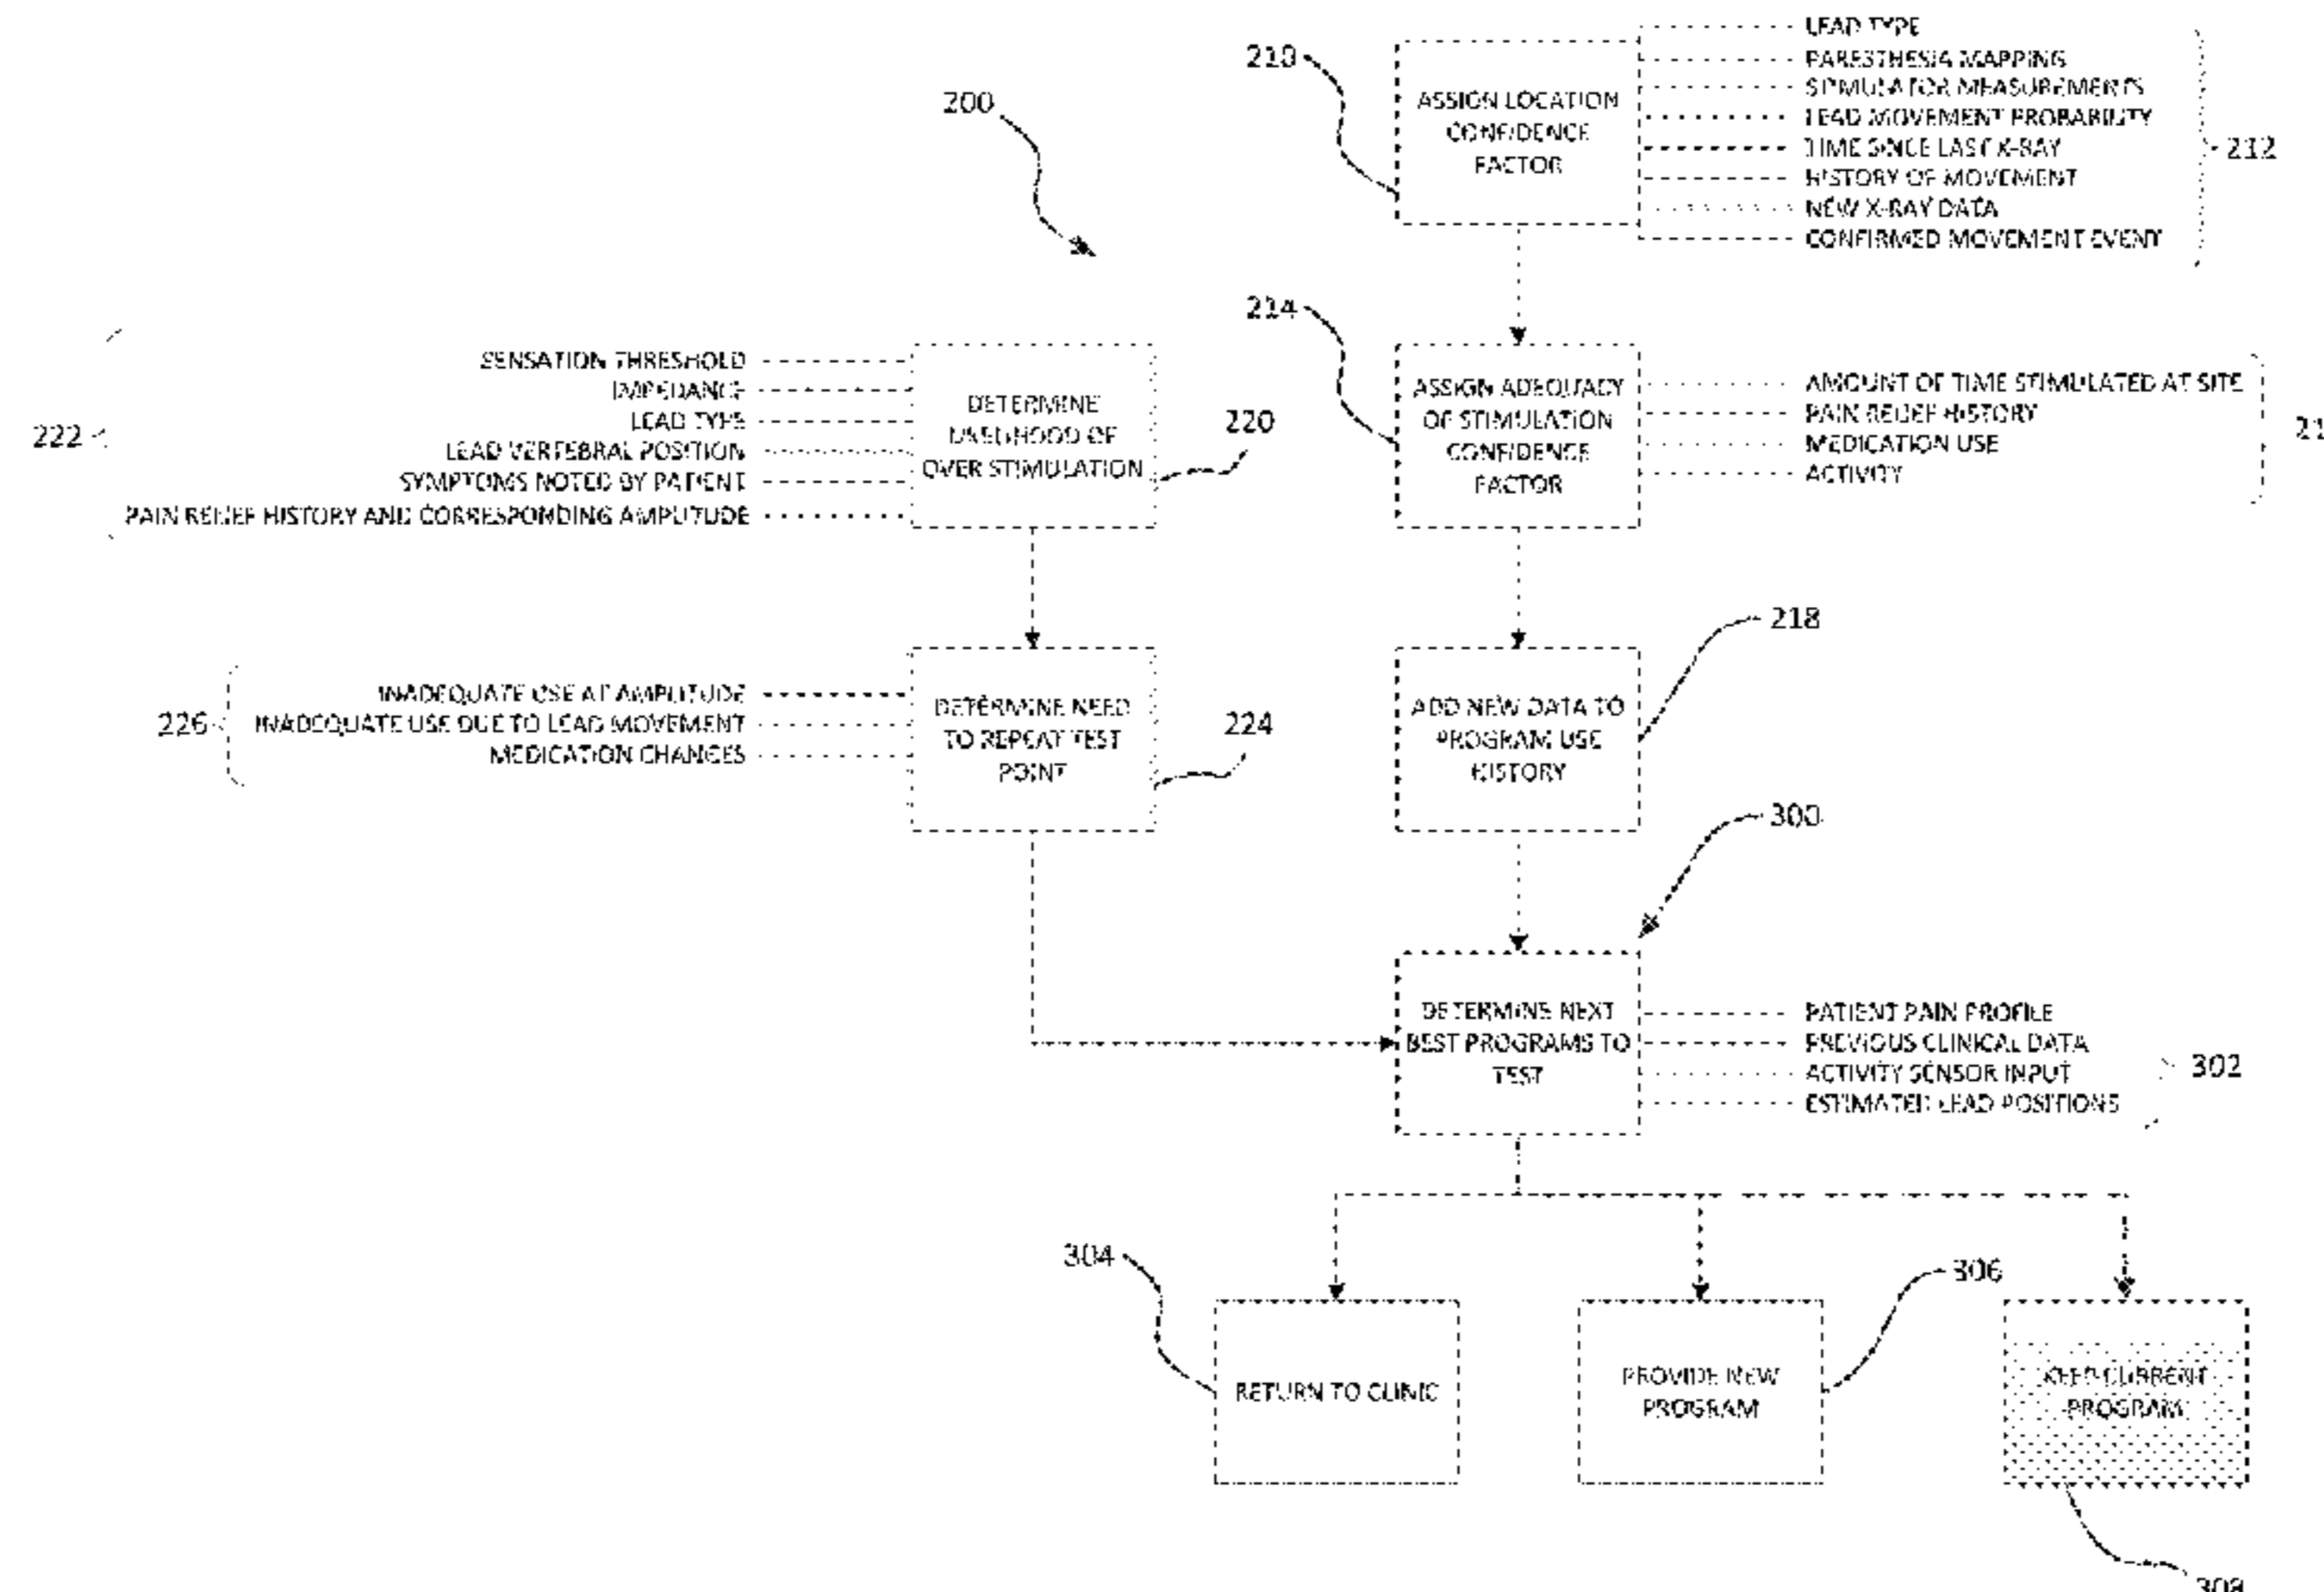 LEAD TYPE
PARESTHESIA MAPPING
STIMULATOR MEASUREMENTS
LEAD MOVEMENT PROBABILITY
TIME SINCE LAST X-RAY
HISTORY OF MOVEMENT
NEW X-RAY DATA
CONFIRMED MOVEMENT EVENT
212
210
ASSIGN LOCATION
CONFIDENCE
FACTOR
200
214
ASSIGN ADEQUACY
OF STIMULATION
CONFIDENCE
FACTOR
AMOUNT OF TIME STIMULATED AT SITE
PAIN RELIEF HISTORY
MEDICATION USE
ACTIVITY
21
222
SENSATION THRESHOLD
IMPEDANCE
LEAD TYPE
LEAD VERTEBRAL POSITION
SYMPTOMS NOTED BY PATIENT
PAIN RELIEF HISTORY AND CORRESPONDING AMPLITUDE
DETERMINE
LIKELIHOOD OF
OVER STIMULATION
220
226
INADEQUATE USE AT AMPLITUDE
INADEQUATE USE DUE TO LEAD MOVEMENT
MEDICATION CHANGES
DETERMINE NEED
TO REPEAT TEST
POINT
224
ADD NEW DATA TO
PROGRAM USE
HISTORY
218
300
DETERMINE NEXT
BEST PROGRAMS TO
TEST
PATIENT PAIN PROFILE
PREVIOUS CLINICAL DATA
ACTIVITY SENSOR INPUT
ESTIMATED LEAD POSITIONS
302
304
RETURN TO CLINIC
306
PROVIDE NEW
PROGRAM
KEEP CURRENT
PROGRAM
308